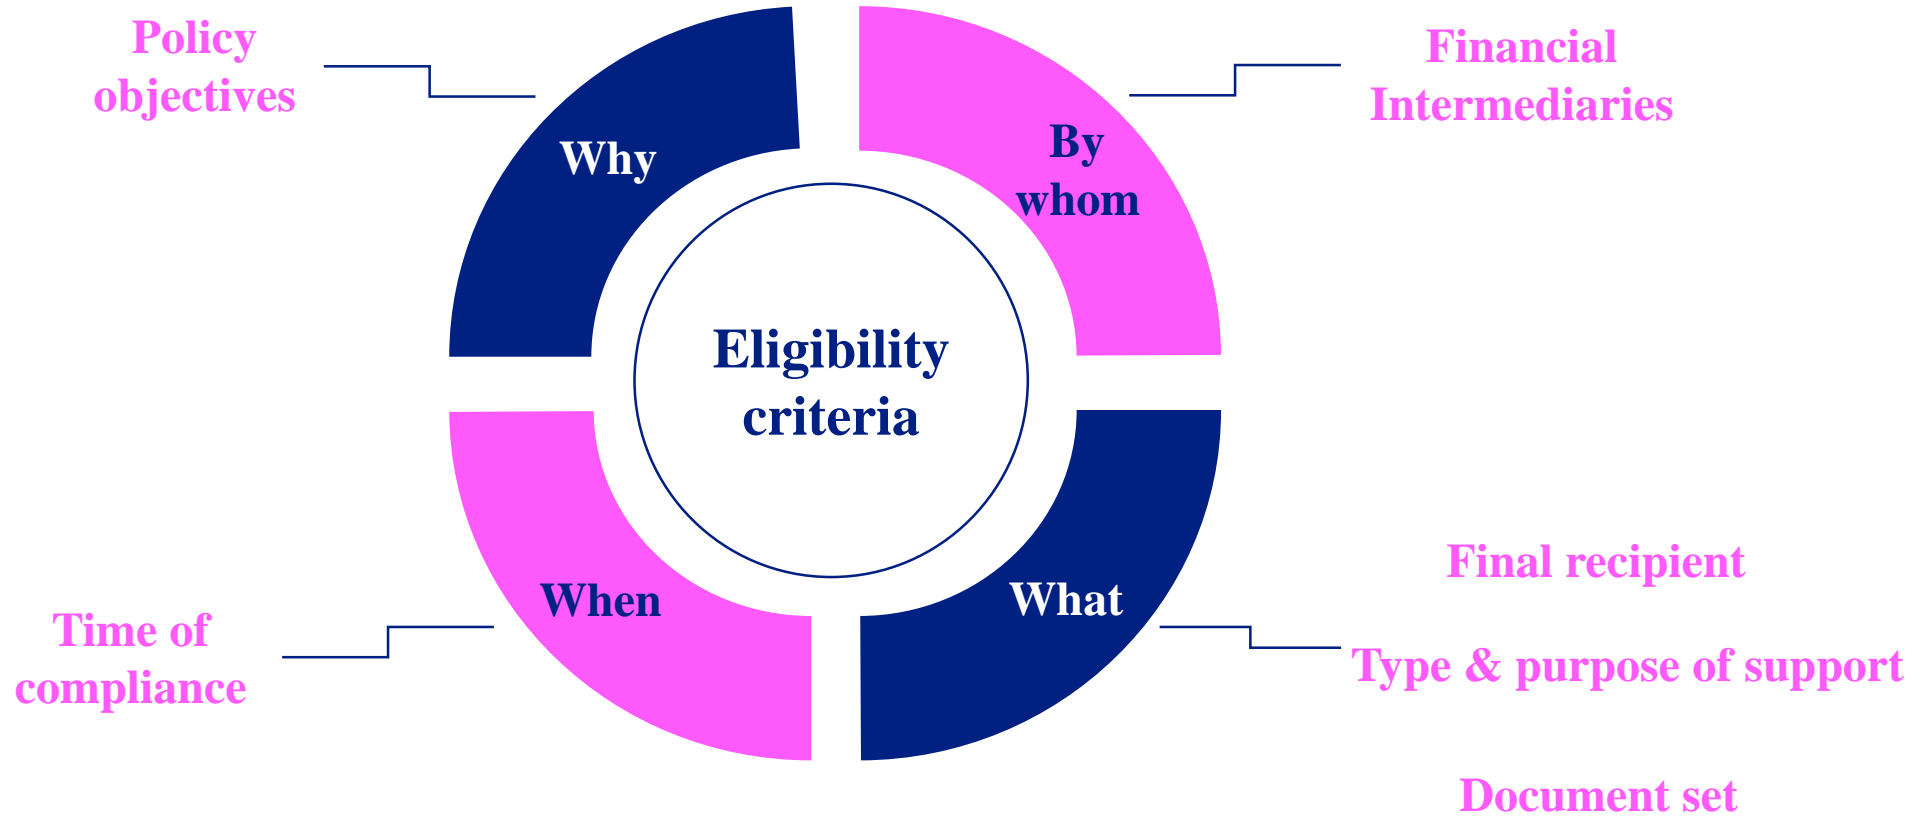 Policy
objectives
Why
By
whom
Financial
Intermediaries
Eligibility
criteria
When
Time of
compliance
What
Final recipient
Type & purpose of support
Document set